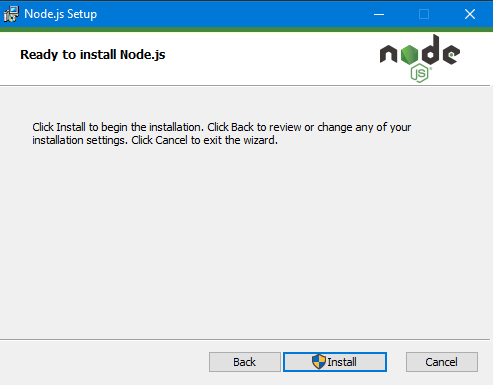 Node.js Setup
Ready to install Node.js
node
JS
Click Install to begin the installation. Click Back to review or change any of your
installation settings. Click Cancel to exit the wizard.
Back
Install
Cancel